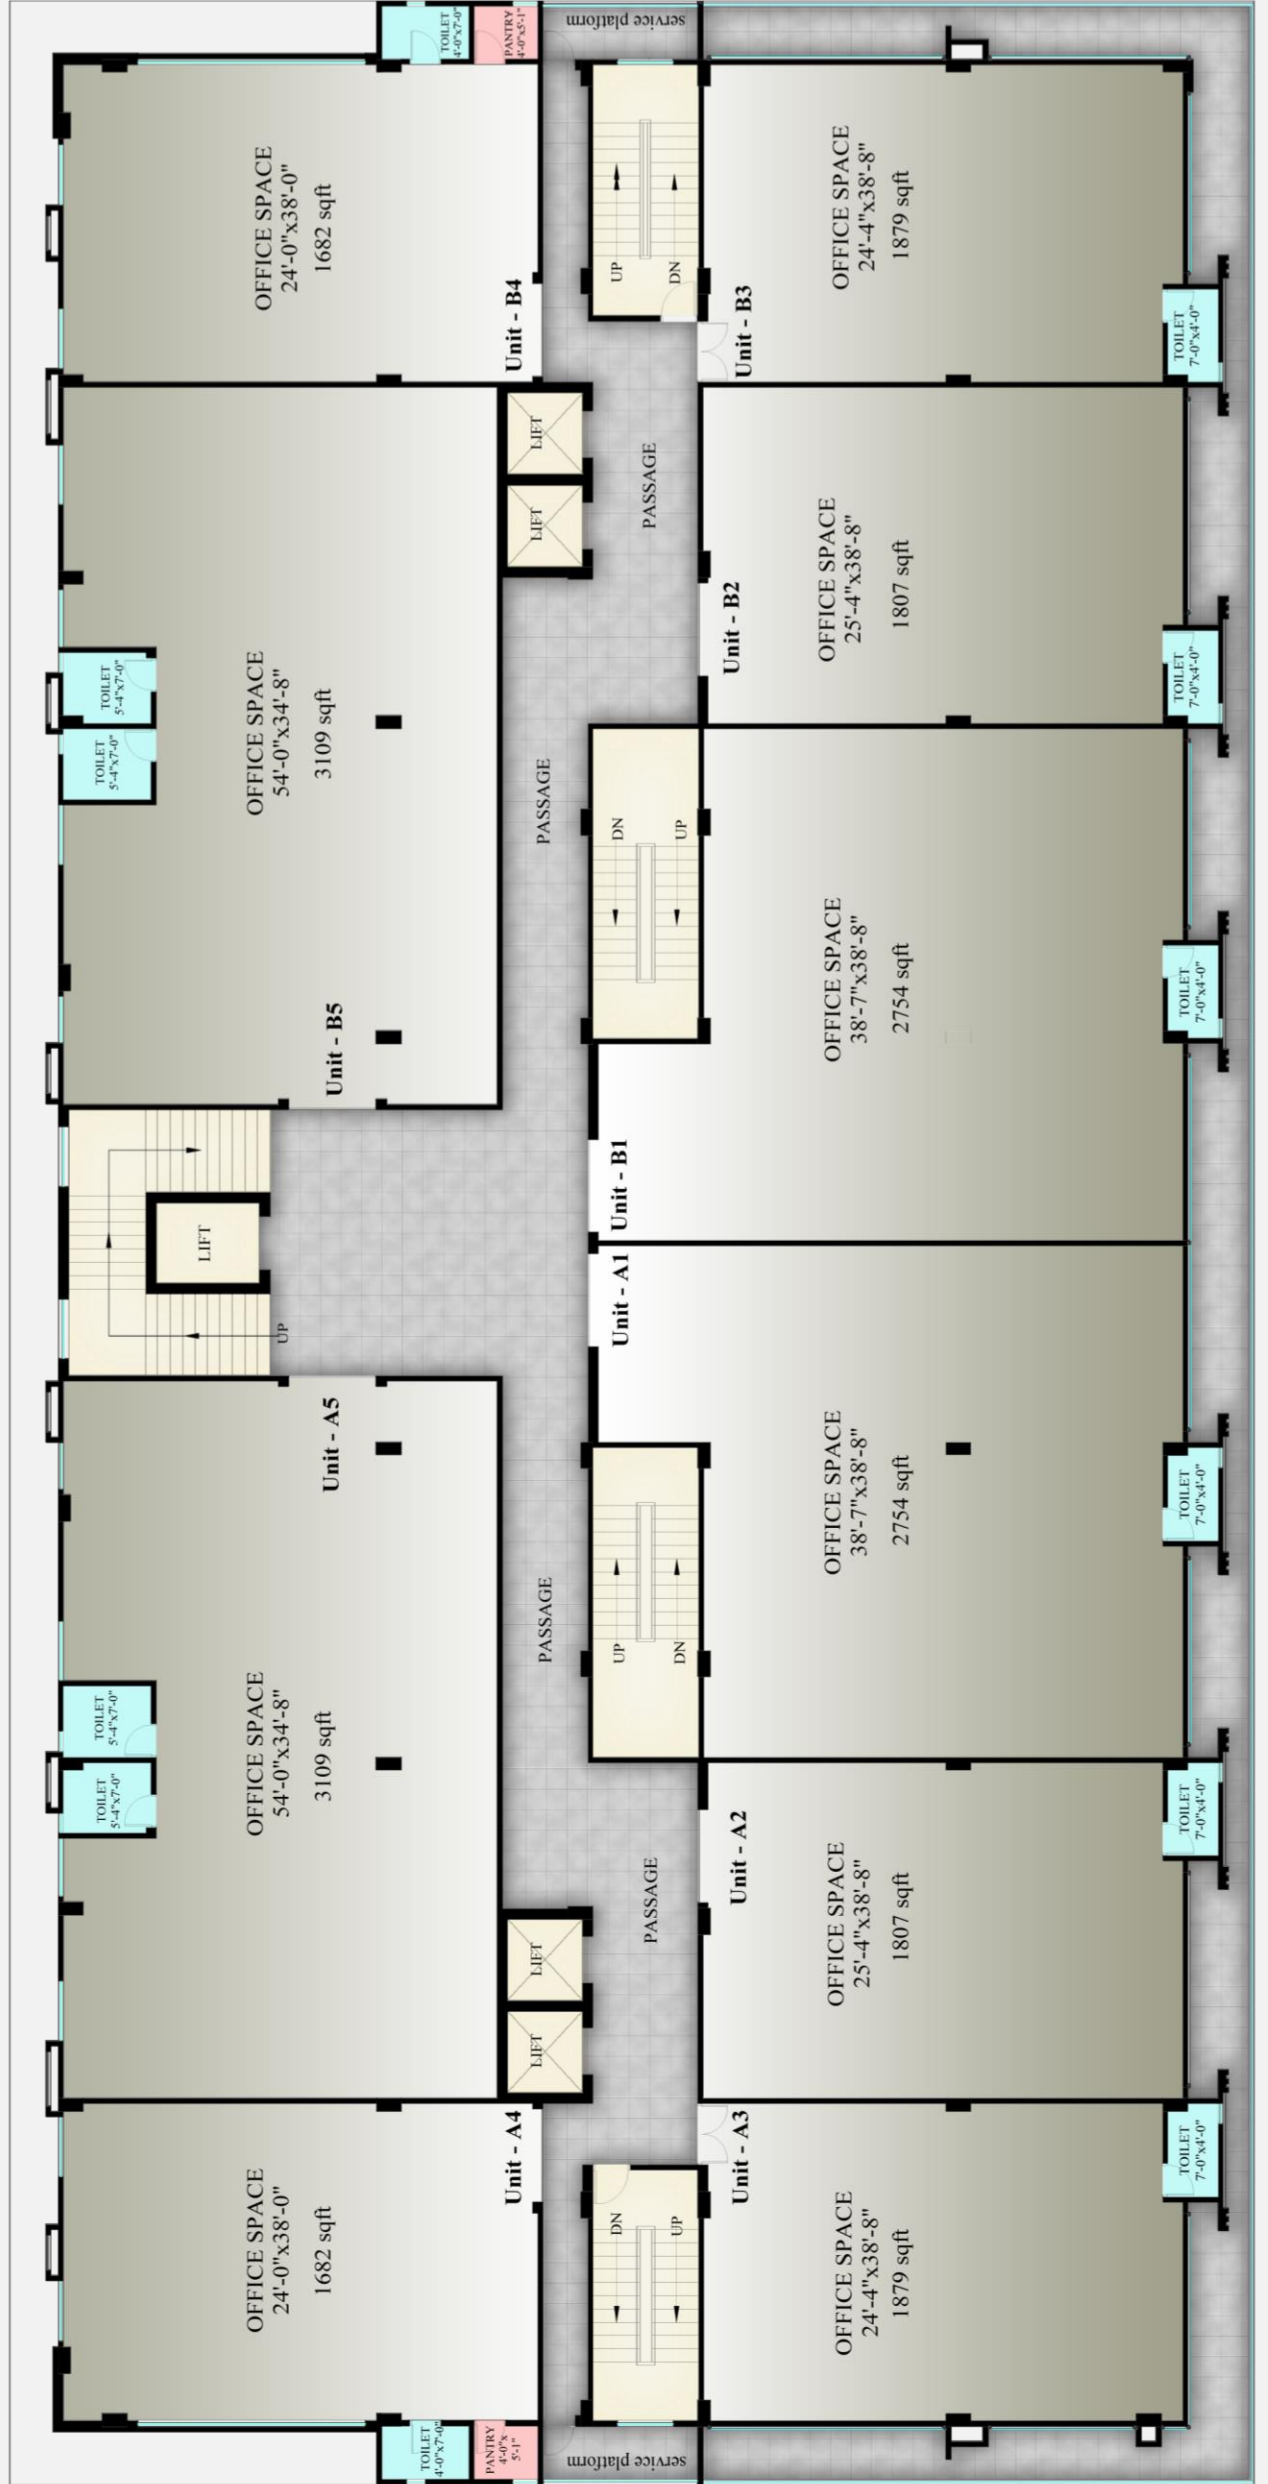 TOILET
4'-0"x7'-0"
PANTRY
4'-0"x5'-1"
service platform
OFFICE SPACE
24'-0"x38'-0"
1682 sqft
Unit - B4
UP
DN
OFFICE SPACE
24'-4"x38'-8"
1879 sqft
Unit - B3
TOILET
7'-0"x4'-0"
LIFT
LIFT
PASSAGE
OFFICE SPACE
25'-4"x38'-8"
1807 sqft
Unit - B2
TOILET
7'-0"x4'-0"
TOILET
5'-4"x7'-0"
TOILET
5'-4"x7'-0"
OFFICE SPACE
54'-0"x34'-8"
3109 sqft
Unit - B5
PASSAGE
DN
UP
OFFICE SPACE
38'-7"x38'-8"
2754 sqft
TOILET
7'-0"x4'-0"
Unit - B1
LIFT
UP
Unit - A1
Unit - A5
OFFICE SPACE
38'-7"x38'-8"
2754 sqft
TOILET
7'-0"x4'-0"
PASSAGE
UP
DN
TOILET
5'-4"x7'-0"
TOILET
5'-4"x7'-0"
OFFICE SPACE
54'-0"x34'-8"
3109 sqft
Unit - A2
PASSAGE
OFFICE SPACE
25'-4"x38'-8"
1807 sqft
TOILET
7'-0"x4'-0"
LIFT
LIFT
Unit - A4
Unit - A3
TOILET
7'-0"x4'-0"
OFFICE SPACE
24'-0"x38'-0"
1682 sqft
DN
UP
OFFICE SPACE
24'-4"x38'-8"
1879 sqft
TOILET
4'-0"x7'-0"
PANTRY
4'-0"x
5'-1"
service platform